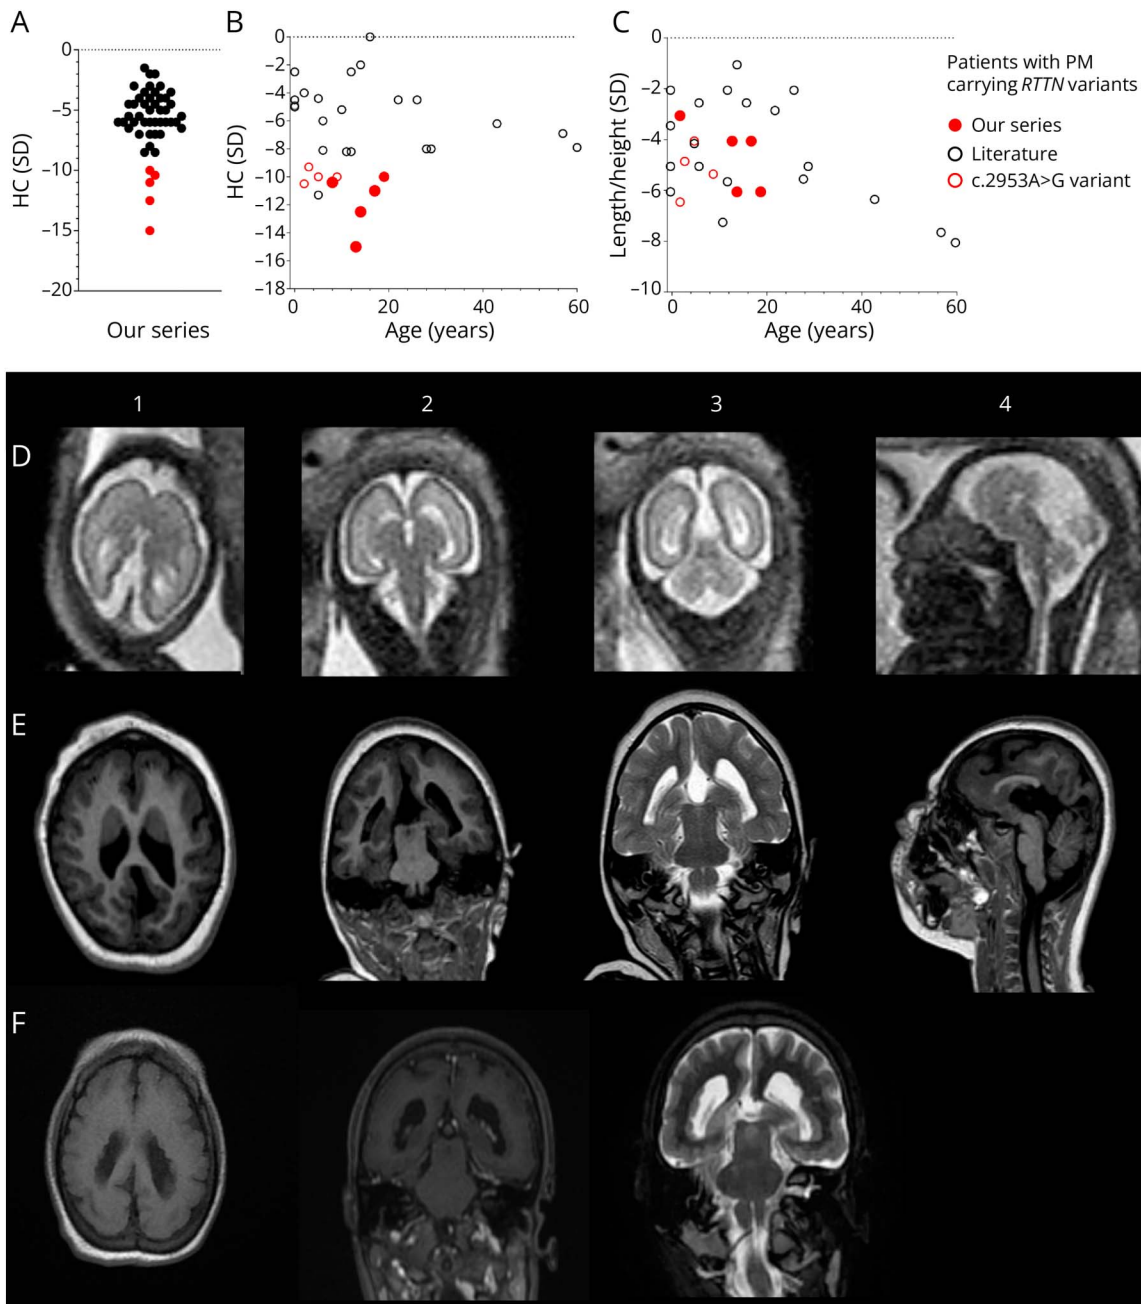 A
0
−5
−10
−15
−20
HC (SD)
Our series
B
0
−2
−4
−6
−8
−10
−12
−14
−16
−18
HC (SD)
0
20
40
60
Age (years)
C
0
−2
−4
−6
−8
−10
Length/height (SD)
0
20
40
60
Age (years)
Patients with PM
carrying RTTN variants
Our series
Literature
c.2953A>G variant
1
2
3
4
D
E
F